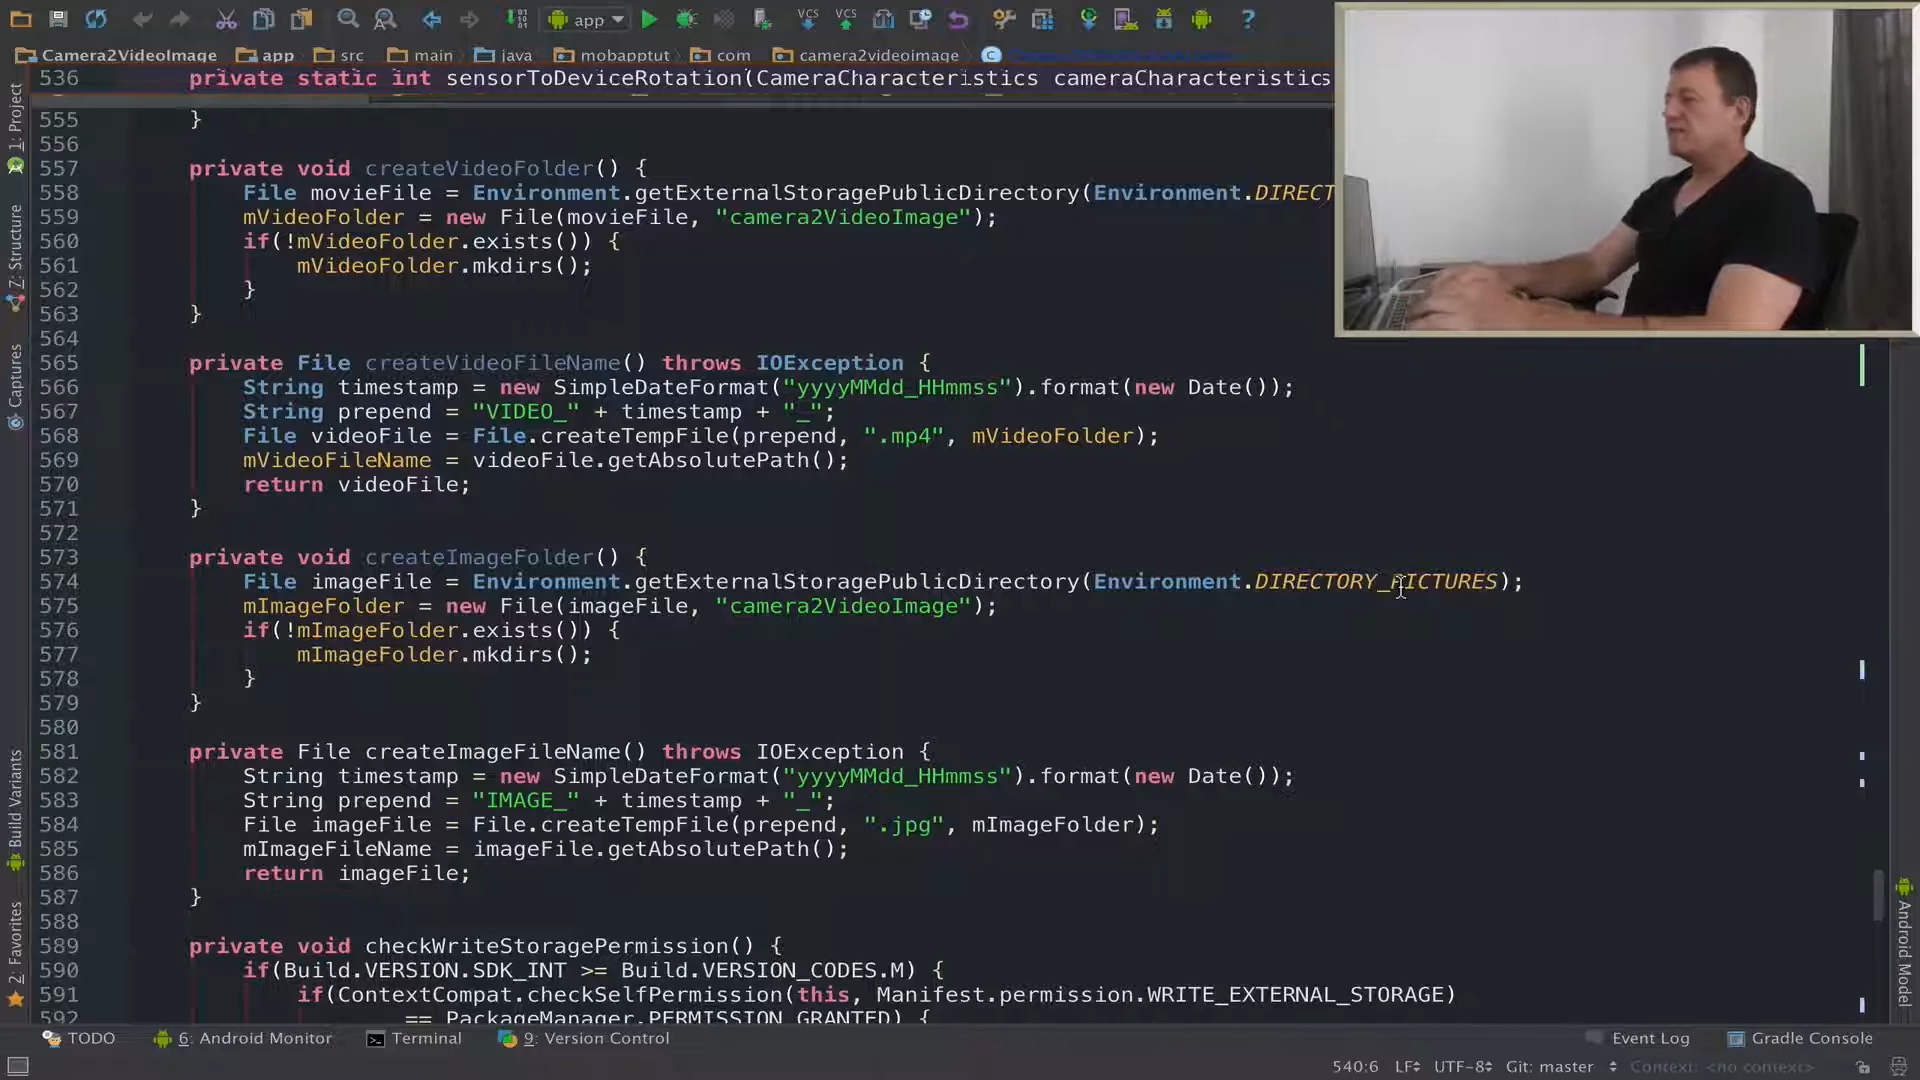 app
Camera2VideoImage
app
src
main
java
mobapptut
com
camera2videoimage
536 private static int sensorToDeviceRotation(CameraCharacteristics cameraCharacteristics
555 }
556
557 private void createVideoFolder() {
558 File movieFile = Environment.getExternalStoragePublicDirectory(Environment.DIRECT
559 mVideoFolder = new File(movieFile, "camera2VideoImage");
560 if(!mVideoFolder.exists()) {
561 mVideoFolder.mkdirs();
562 }
563 }
564
565 private File createVideoFileName() throws IOException {
566 String timestamp = new SimpleDateFormat("yyyyMMdd_HHmmss").format(new Date());
567 String prepend = "VIDEO_" + timestamp + "_";
568 File videoFile = File.createTempFile(prepend, ".mp4", mVideoFolder);
569 mVideoFileName = videoFile.getAbsolutePath();
570 return videoFile;
571 }
572
573 private void createImageFolder() {
574 File imageFile = Environment.getExternalStoragePublicDirectory(Environment.DIRECTORY_PICTURES);
575 mImageFolder = new File(imageFile, "camera2VideoImage");
576 if(!mImageFolder.exists()) {
577 mImageFolder.mkdirs();
578 }
579 }
580
581 private File createImageFileName() throws IOException {
582 String timestamp = new SimpleDateFormat("yyyyMMdd_HHmmss").format(new Date());
583 String prepend = "IMAGE_" + timestamp + "_";
584 File imageFile = File.createTempFile(prepend, ".jpg", mImageFolder);
585 mImageFileName = imageFile.getAbsolutePath();
586 return imageFile;
587 }
588
589 private void checkWriteStoragePermission() {
590 if(Build.VERSION.SDK_INT >= Build.VERSION_CODES.M) {
591 if(ContextCompat.checkSelfPermission(this, Manifest.permission.WRITE_EXTERNAL_STORAGE)
592 == PackageManager.PERMISSION_GRANTED) {
1: Project
7: Structure
Captures
Build Variants
2: Favorites
Android Model
TODO
6: Android Monitor
Terminal
9: Version Control
Event Log
Gradle Console
540:6
LF
UTF-8
Git: master
Context: <no context>